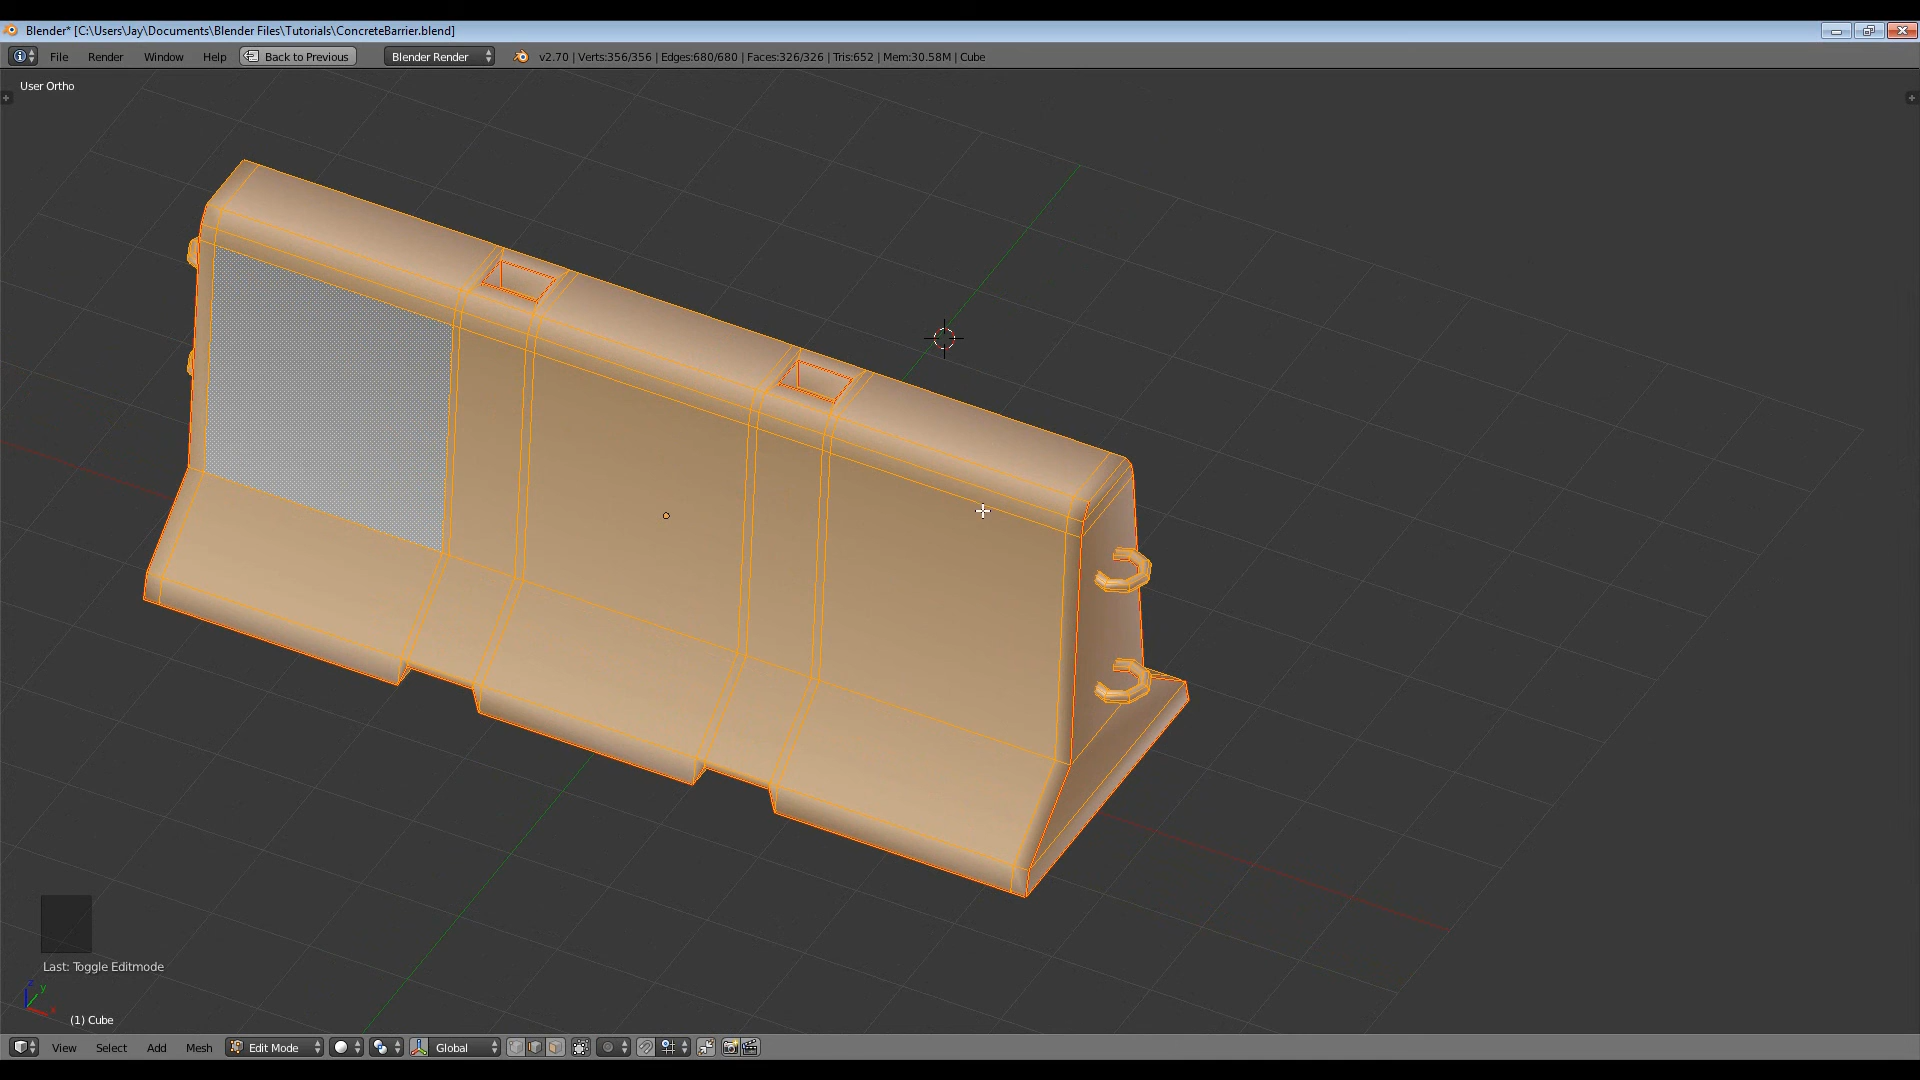 Blender* [C:\Users\Jay\Documents\Blender Files\Tutorials\ConcreteBarrier.blend]
File Render Window Help Back to Previous Blender Render v2.70 | Verts:356/356 | Edges:680/680 | Faces:326/326 | Tris:652 | Mem:30.58M | Cube
User Ortho
Last: Toggle Editmode
z y x
(1) Cube
View Select Add Mesh Edit Mode Global